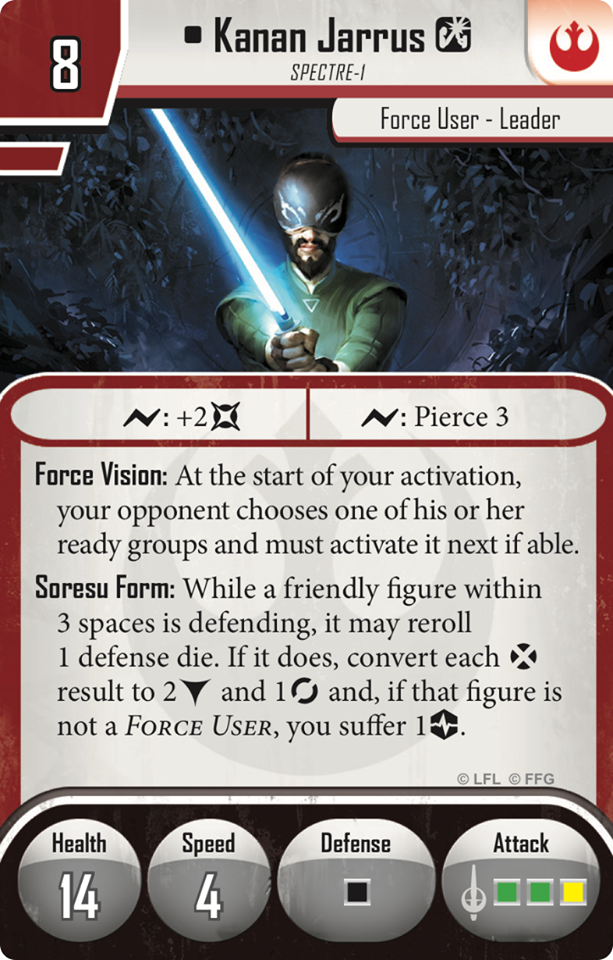 8
Kanan Jarrus
SPECTRE-1
Force User - Leader
: +2
: Pierce 3
Force Vision: At the start of your activation,
your opponent chooses one of his or her
ready groups and must activate it next if able.
Soresu Form: While a friendly figure within
3 spaces is defending, it may reroll
1 defense die. If it does, convert each
result to 2 and 1 and, if that figure is
not a FORCE USER, you suffer 1.
© LFL © FFG
Health
14
Speed
4
Defense
Attack